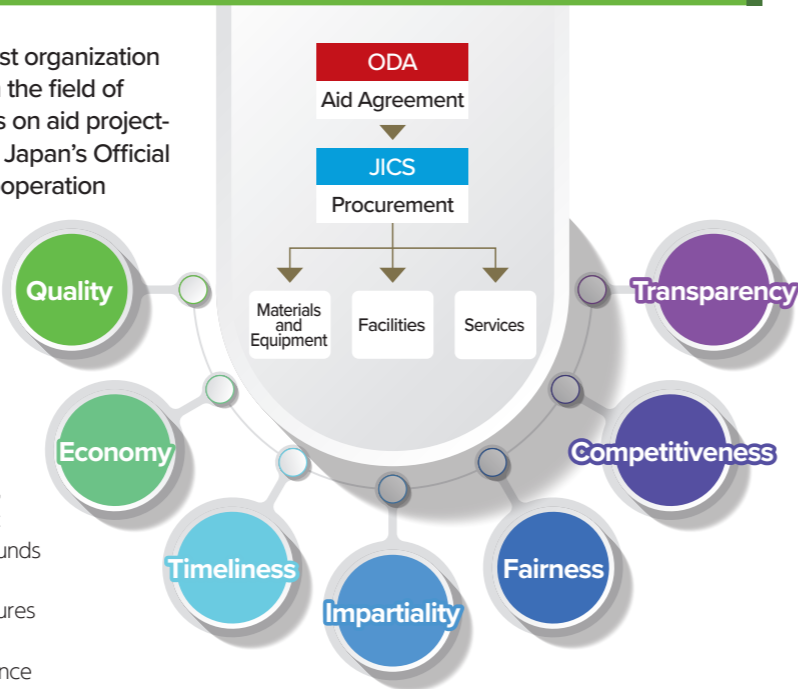 st organization
the field of
s on aid project-
Japan's Official
operation
ODA
Aid Agreement
JICS
Procurement
Materials
and
Equipment
Facilities
Services
Quality
Economy
Timeliness
Impartiality
Fairness
Competitiveness
Transparency
unds
ures
nce